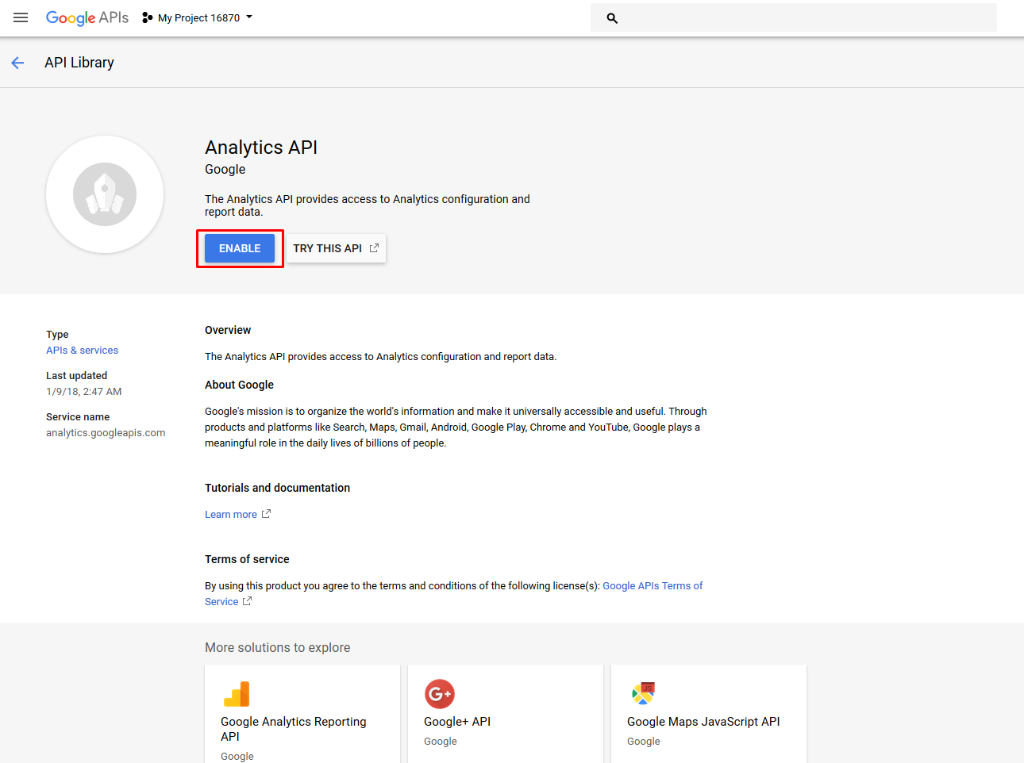 Google APIs
My Project 16870
API Library
Analytics API
Google
The Analytics API provides access to Analytics configuration and
report data.
ENABLE
TRY THIS API
Type
APIs & services
Last updated
1/9/18, 2:47 AM
Service name
analytics.googleapis.com
Overview
The Analytics API provides access to Analytics configuration and report data.
About Google
Google's mission is to organize the world's information and make it universally accessible and useful. Through
products and platforms like Search, Maps, Gmail, Android, Google Play, Chrome and YouTube, Google plays a
meaningful role in the daily lives of billions of people.
Tutorials and documentation
Learn more
Terms of service
By using this product you agree to the terms and conditions of the following license(s): Google APIs Terms of
Service
More solutions to explore
Google Analytics Reporting
API
Google
G+
Google+ API
Google
JS
Google Maps JavaScript API
Google